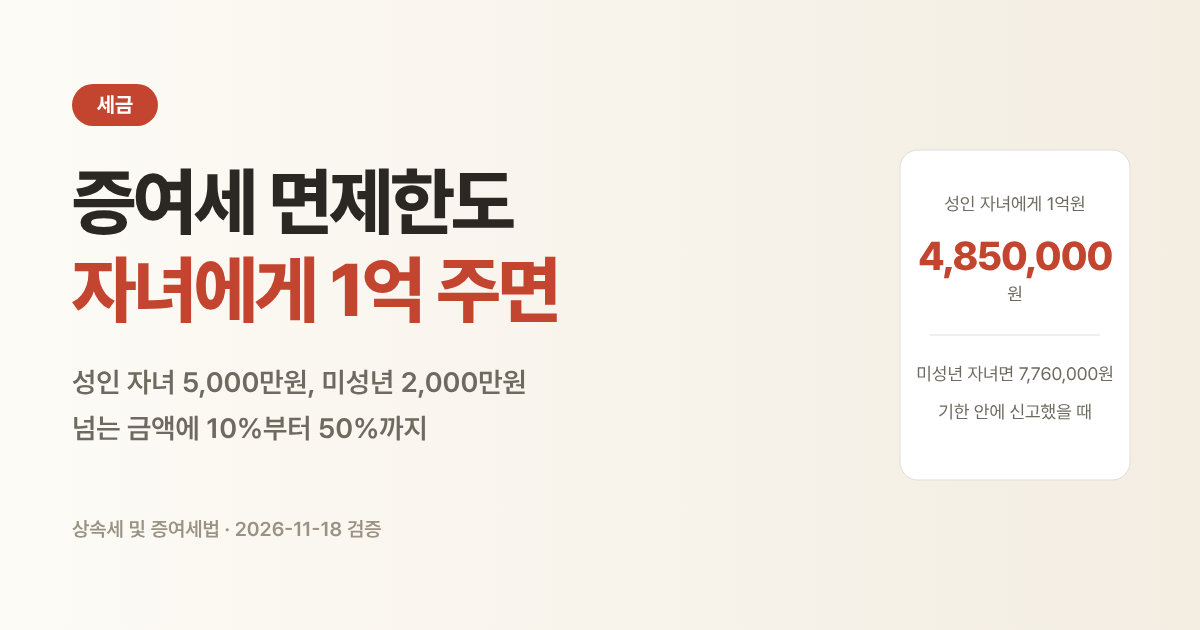 세금
증여세 면제한도
자녀에게 1억 주면
성인 자녀 5,000만원, 미성년 2,000만원
넘는 금액에 10%부터 50%까지
상속세 및 증여세법 · 2026-11-18 검증
성인 자녀에게 1억원
4,850,000
원
미성년 자녀면 7,760,000원
기한 안에 신고했을 때